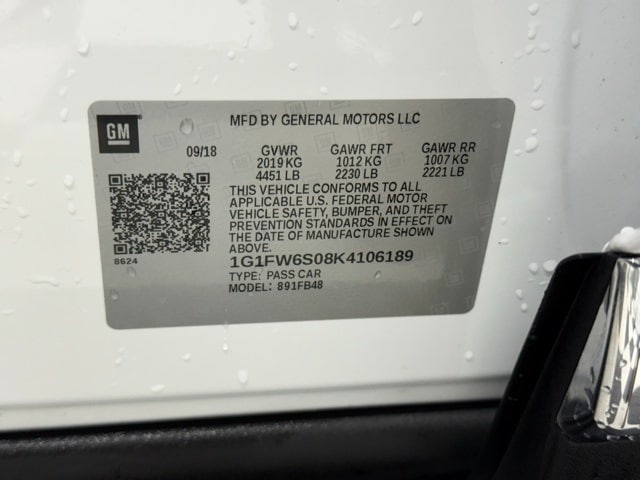 GM
MFD BY GENERAL MOTORS LLC
09/18 GVWR GAWR FRT GAWR RR
2019 KG 1012 KG 1007 KG
4451 LB 2230 LB 2221 LB
THIS VEHICLE CONFORMS TO ALL
APPLICABLE U.S. FEDERAL MOTOR
VEHICLE SAFETY, BUMPER, AND THEFT
PREVENTION STANDARDS IN EFFECT ON
THE DATE OF MANUFACTURE SHOWN
ABOVE.
8624
1G1FW6S08K4106189
TYPE: PASS CAR
MODEL: 891FB48